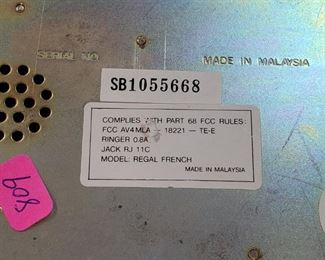 SERIAL NO
MADE IN MALAYSIA
SB1055668
COMPLIES WITH PART 68 FCC RULES:
FCC AV4MLA - 18221 - TE-E
RINGER 0.8A
JACK RJ 11C
MODEL: REGAL FRENCH
MADE IN MALAYSIA